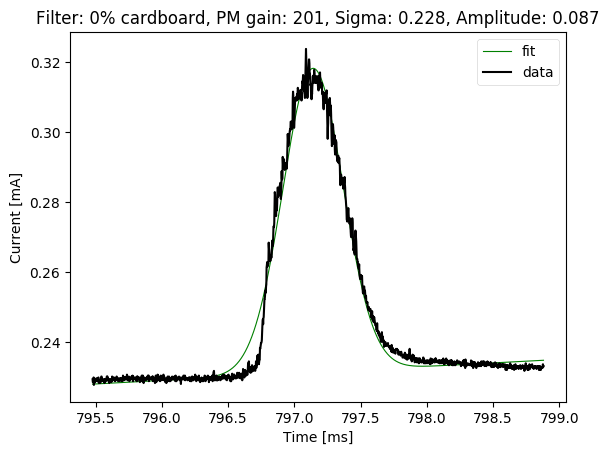 Filter: 0% cardboard, PM gain: 201, Sigma: 0.228, Amplitude: 0.087
fit
data
0.32
0.30
0.28
0.26
0.24
Current [mA]
795.5 796.0 796.5 797.0 797.5 798.0 798.5 799.0
Time [ms]